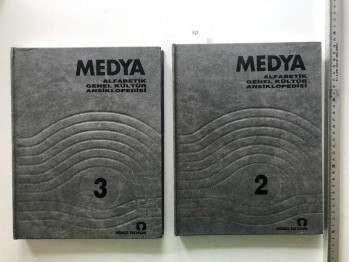 MEDYA
ALFABETİK
GENEL KÜLTÜR
ANSİKLOPEDİSİ
3
MEDYA
ALFABETİK
GENEL KÜLTÜR
ANSİKLOPEDİSİ
2